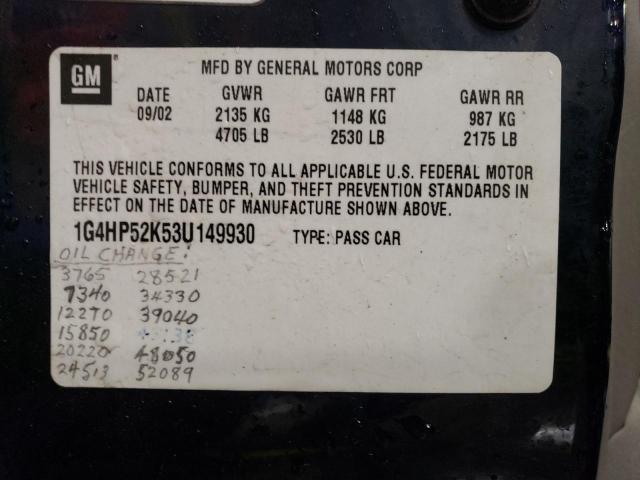 GM
MFD BY GENERAL MOTORS CORP
DATE GVWR GAWR FRT GAWR RR
09/02 2135 KG 1148 KG 987 KG
4705 LB 2530 LB 2175 LB
THIS VEHICLE CONFORMS TO ALL APPLICABLE U.S. FEDERAL MOTOR
VEHICLE SAFETY, BUMPER, AND THEFT PREVENTION STANDARDS IN
EFFECT ON THE DATE OF MANUFACTURE SHOWN ABOVE.
1G4HP52K53U149930 TYPE: PASS CAR
OIL CHANGE:
3765 28521
7340 34330
12270 39040
15850
20220 48050
24513 52089